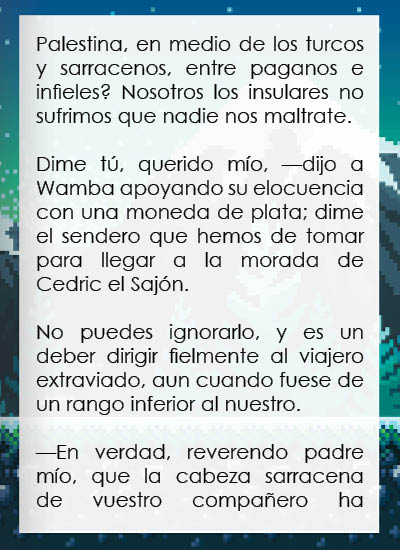 Palestina, en medio de los turcos
y sarracenos, entre paganos e
infieles? Nosotros los insulares no
sufrimos que nadie nos maltrate.
Dime tú, querido mío, —dijo a
Wamba apoyando su elocuencia
con una moneda de plata; dime
el sendero que hemos de tomar
para llegar a la morada de
Cedric el Sajón.
No puedes ignorarlo, y es un
deber dirigir fielmente al viajero
extraviado, aun cuando fuese de
un rango inferior al nuestro.
—En verdad, reverendo padre
mío, que la cabeza sarracena
de vuestro compañero ha